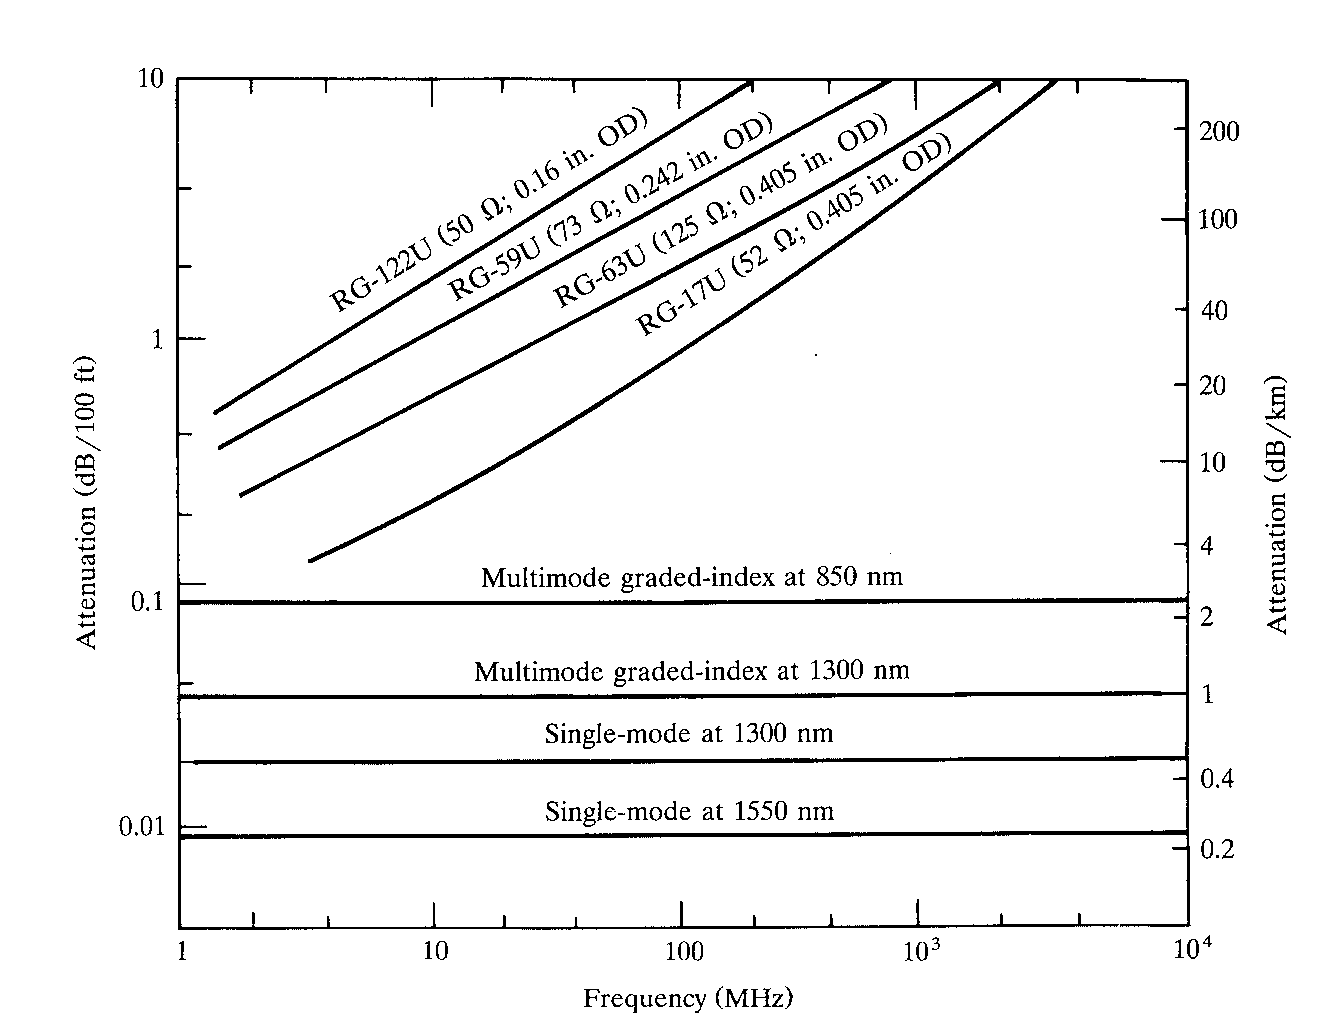 10
1
0.1
0.01
Attenuation (dB/100 ft)
RG-122U (50 Ω; 0.16 in. OD)
RG-59U (73 Ω; 0.242 in. OD)
RG-63U (125 Ω; 0.405 in. OD)
RG-17U (52 Ω; 0.405 in. OD)
Multimode graded-index at 850 nm
Multimode graded-index at 1300 nm
Single-mode at 1300 nm
Single-mode at 1550 nm
200
100
40
20
10
4
2
1
0.4
0.2
Attenuation (dB/km)
1 10 100 10³ 10⁴
Frequency (MHz)